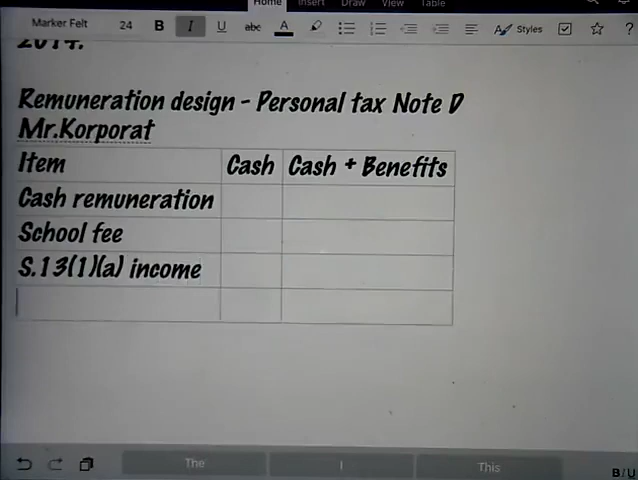 Home Insert Draw View Table
Marker Felt 24 B I U abc A Styles ?
2014.
Remuneration design - Personal tax Note D
Mr.Korporat
Item Cash Cash + Benefits
Cash remuneration
School fee
S.13(1)(a) income
The I This
B I U